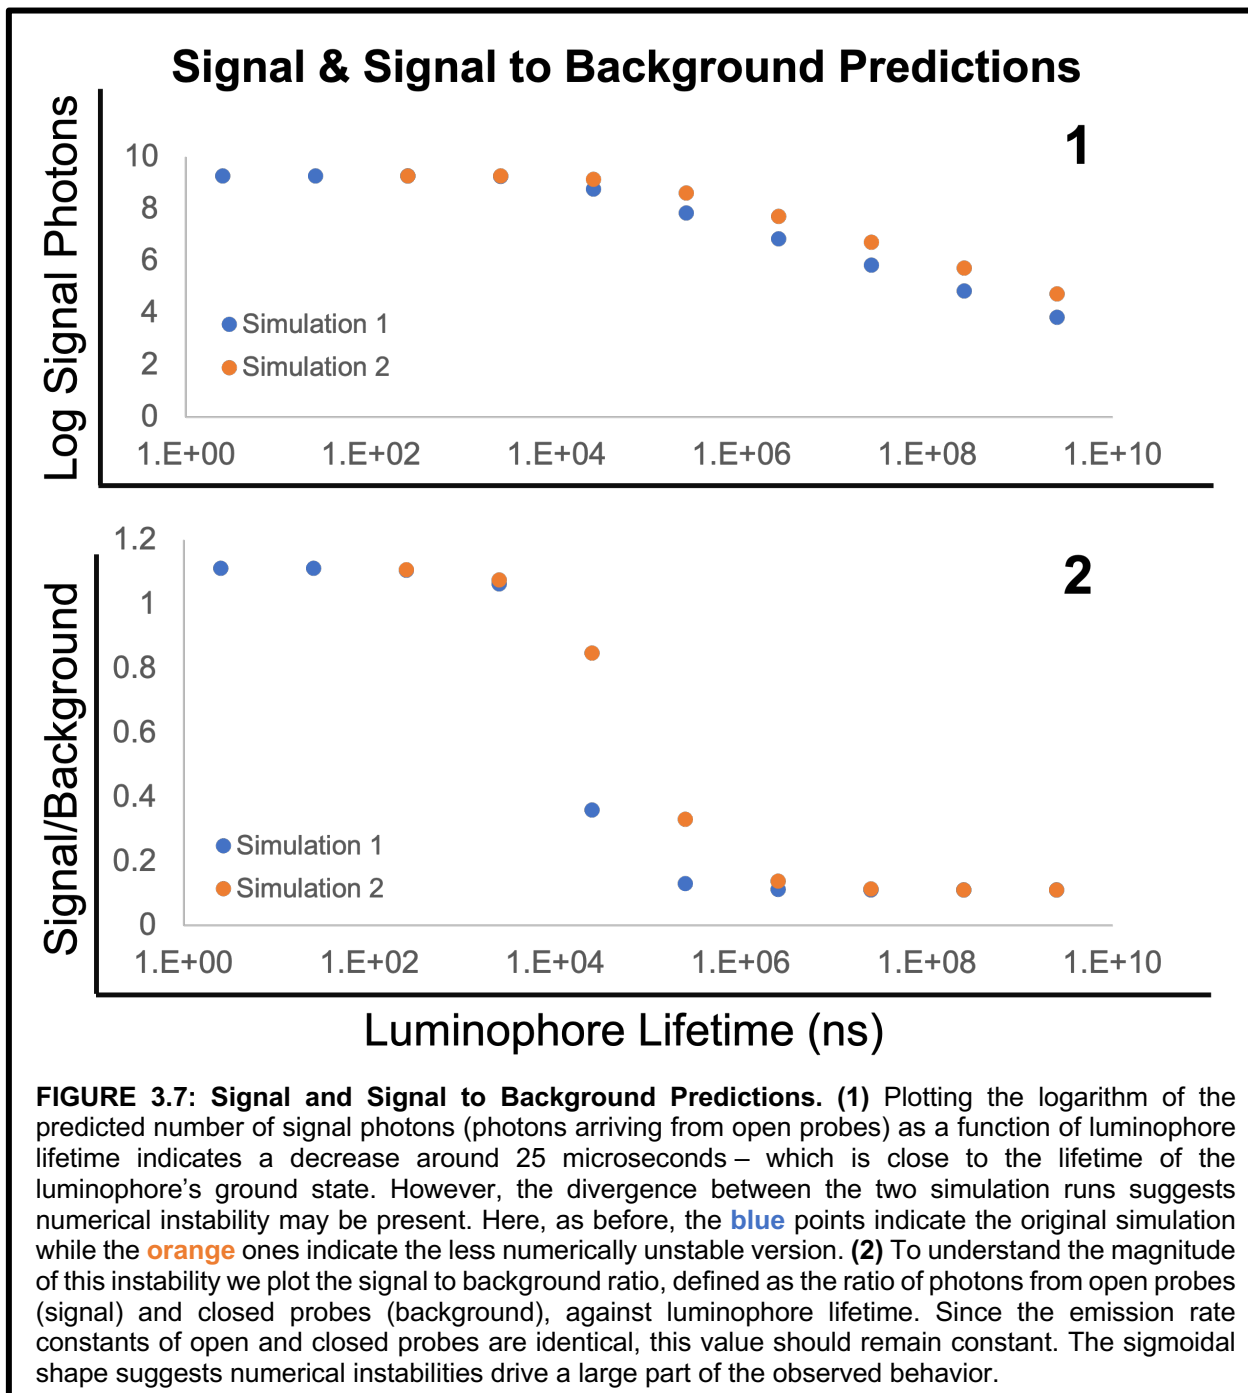 Signal & Signal to Background Predictions
1
Log Signal Photons
10
8
6
4
2
0
Simulation 1
Simulation 2
1.E+00 1.E+02 1.E+04 1.E+06 1.E+08 1.E+10
2
Signal/Background
1.2
1
0.8
0.6
0.4
0.2
0
Simulation 1
Simulation 2
1.E+00 1.E+02 1.E+04 1.E+06 1.E+08 1.E+10
Luminophore Lifetime (ns)
FIGURE 3.7: Signal and Signal to Background Predictions. (1) Plotting the logarithm of the
predicted number of signal photons (photons arriving from open probes) as a function of luminophore
lifetime indicates a decrease around 25 microseconds – which is close to the lifetime of the
luminophore’s ground state. However, the divergence between the two simulation runs suggests
numerical instability may be present. Here, as before, the blue points indicate the original simulation
while the orange ones indicate the less numerically unstable version. (2) To understand the magnitude
of this instability we plot the signal to background ratio, defined as the ratio of photons from open probes
(signal) and closed probes (background), against luminophore lifetime. Since the emission rate
constants of open and closed probes are identical, this value should remain constant. The sigmoidal
shape suggests numerical instabilities drive a large part of the observed behavior.